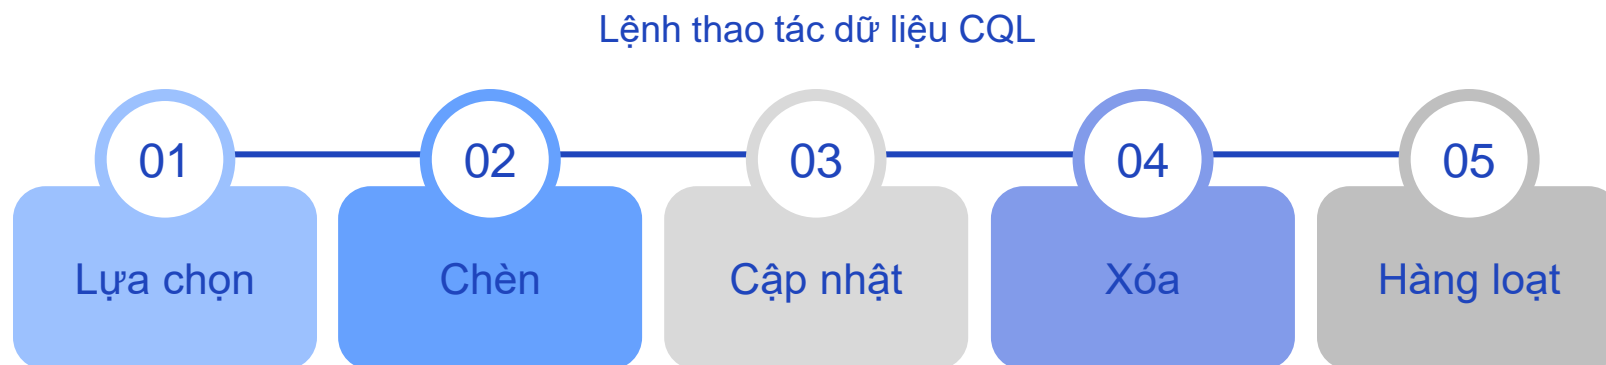 Lệnh thao tác dữ liệu CQL
01
02
03
04
05
Lựa chọn
Chèn
Cập nhật
Xóa
Hàng loạt